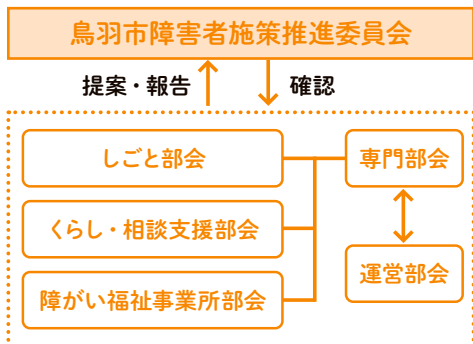 鳥羽市障害者施策推進委員会
提案・報告
確認
しごと部会
専門部会
くらし・相談支援部会
運営部会
障がい福祉事業所部会